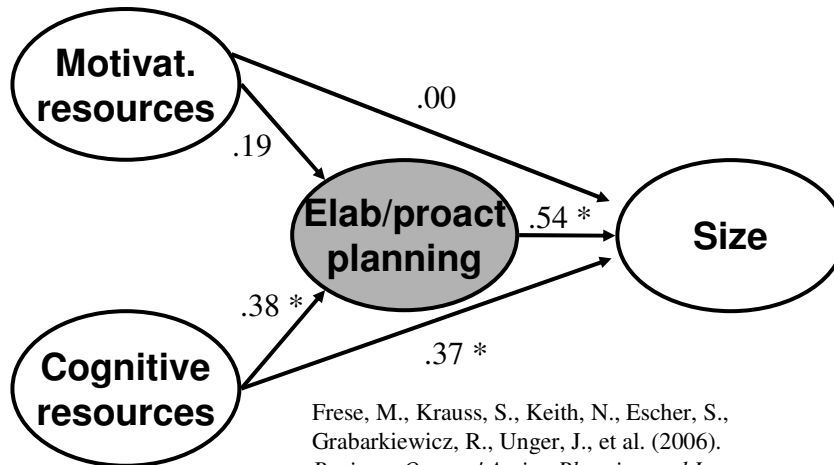 Motivat.
resources
.00
.19
Elab/proact
planning
.54 *
Size
.38 *
.37 *
Cognitive
resources
Frese, M., Krauss, S., Keith, N., Escher, S.,
Grabarkiewicz, R., Unger, J., et al. (2006).